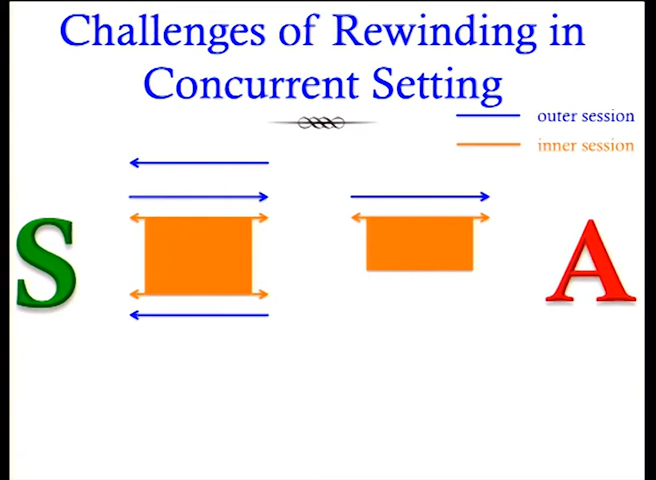 Challenges of Rewinding in
Concurrent Setting
outer session
inner session
S
A